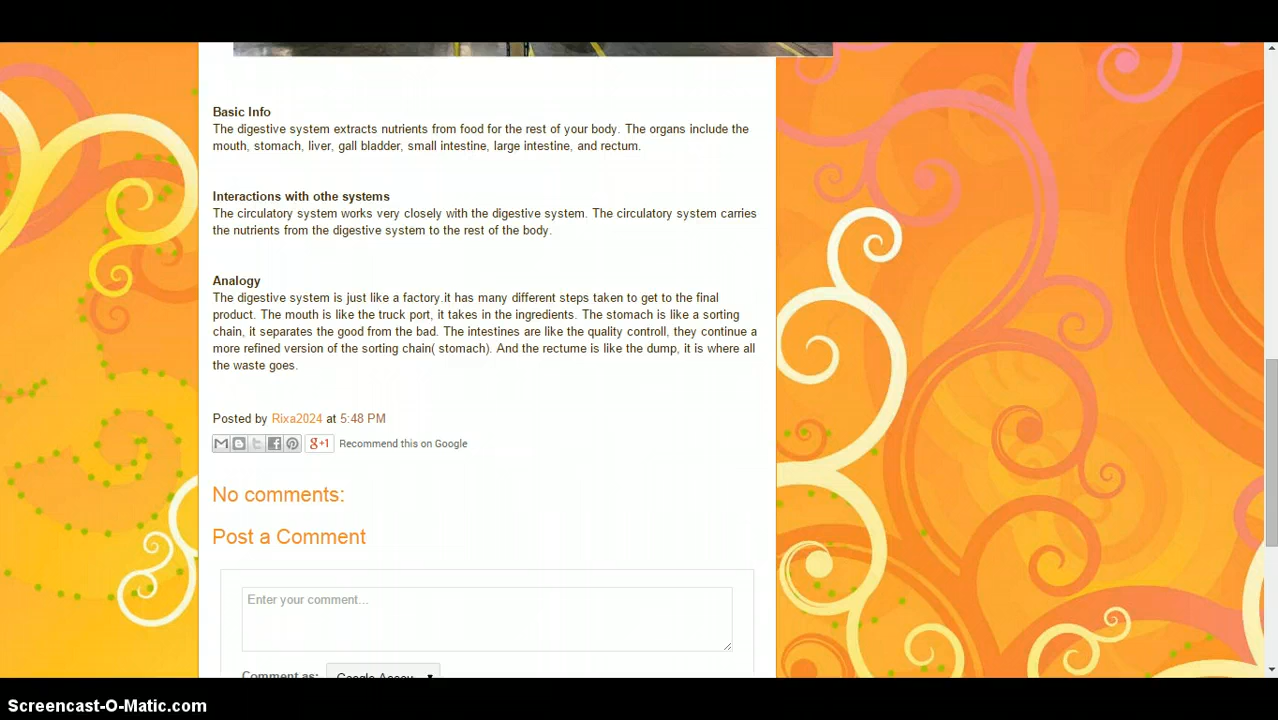 Basic Info
The digestive system extracts nutrients from food for the rest of your body. The organs include the
mouth, stomach, liver, gall bladder, small intestine, large intestine, and rectum.
Interactions with othe systems
The circulatory system works very closely with the digestive system. The circulatory system carries
the nutrients from the digestive system to the rest of the body.
Analogy
The digestive system is just like a factory.it has many different steps taken to get to the final
product. The mouth is like the truck port, it takes in the ingredients. The stomach is like a sorting
chain, it separates the good from the bad. The intestines are like the quality controll, they continue a
more refined version of the sorting chain( stomach). And the rectume is like the dump, it is where all
the waste goes.
Posted by Rixa2024 at 5:48 PM
g+1 Recommend this on Google
No comments:
Post a Comment
Enter your comment...
Comment as: Google
Screencast-O-Matic.com